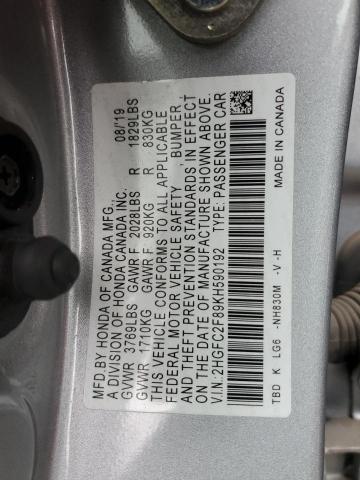 MFD.BY HONDA OF CANADA MFG., 08/'19
A DIVISION OF HONDA CANADA INC.
GVWR 3769LBS GAWR F 2028LBS R 1829LBS
GVWR 1710KG GAWR F 920KG R 830KG
THIS VEHICLE CONFORMS TO ALL APPLICABLE
FEDERAL MOTOR VEHICLE SAFETY BUMPER,
AND THEFT PREVENTION STANDARDS IN EFFECT
ON THE DATE OF MANUFACTURE SHOWN ABOVE.
V.I.N.:2HGFC2F89KH590192 TYPE: PASSENGER CAR
TBD K LG6 -NH830M -V-H MADE IN CANADA